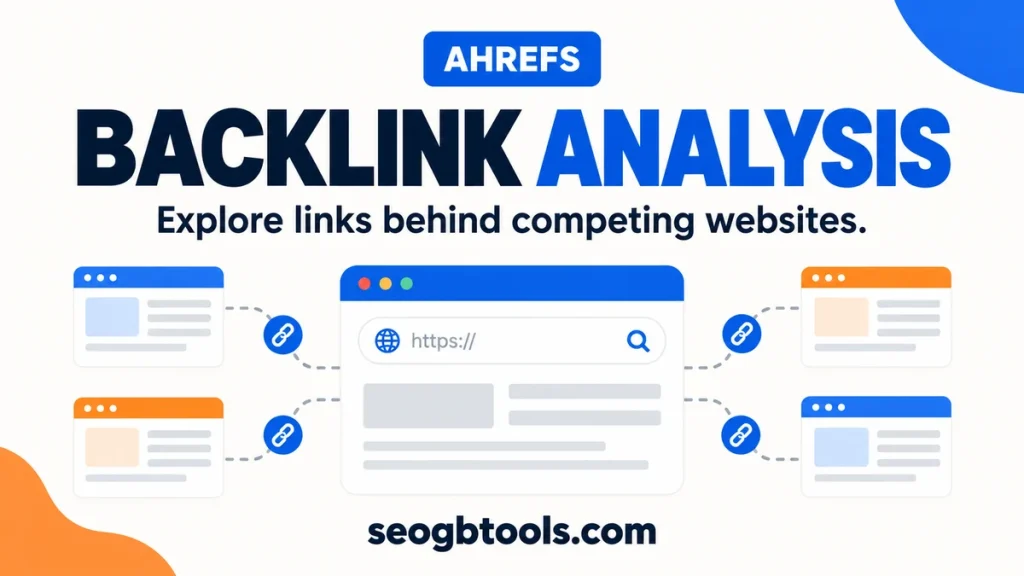 AHREFS
BACKLINK ANALYSIS
Explore links behind competing websites.
https://
seogbtools.com